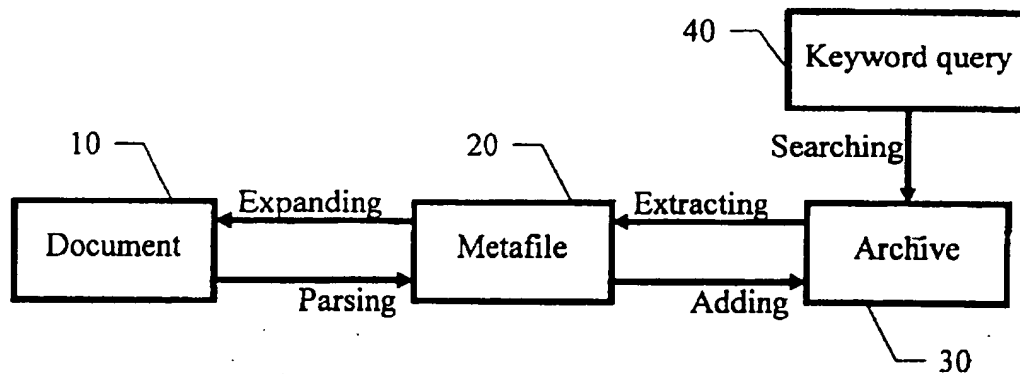 40
Keyword query
Searching
10
20
Expanding
Extracting
Document
Metafile
Archive
Parsing
Adding
30